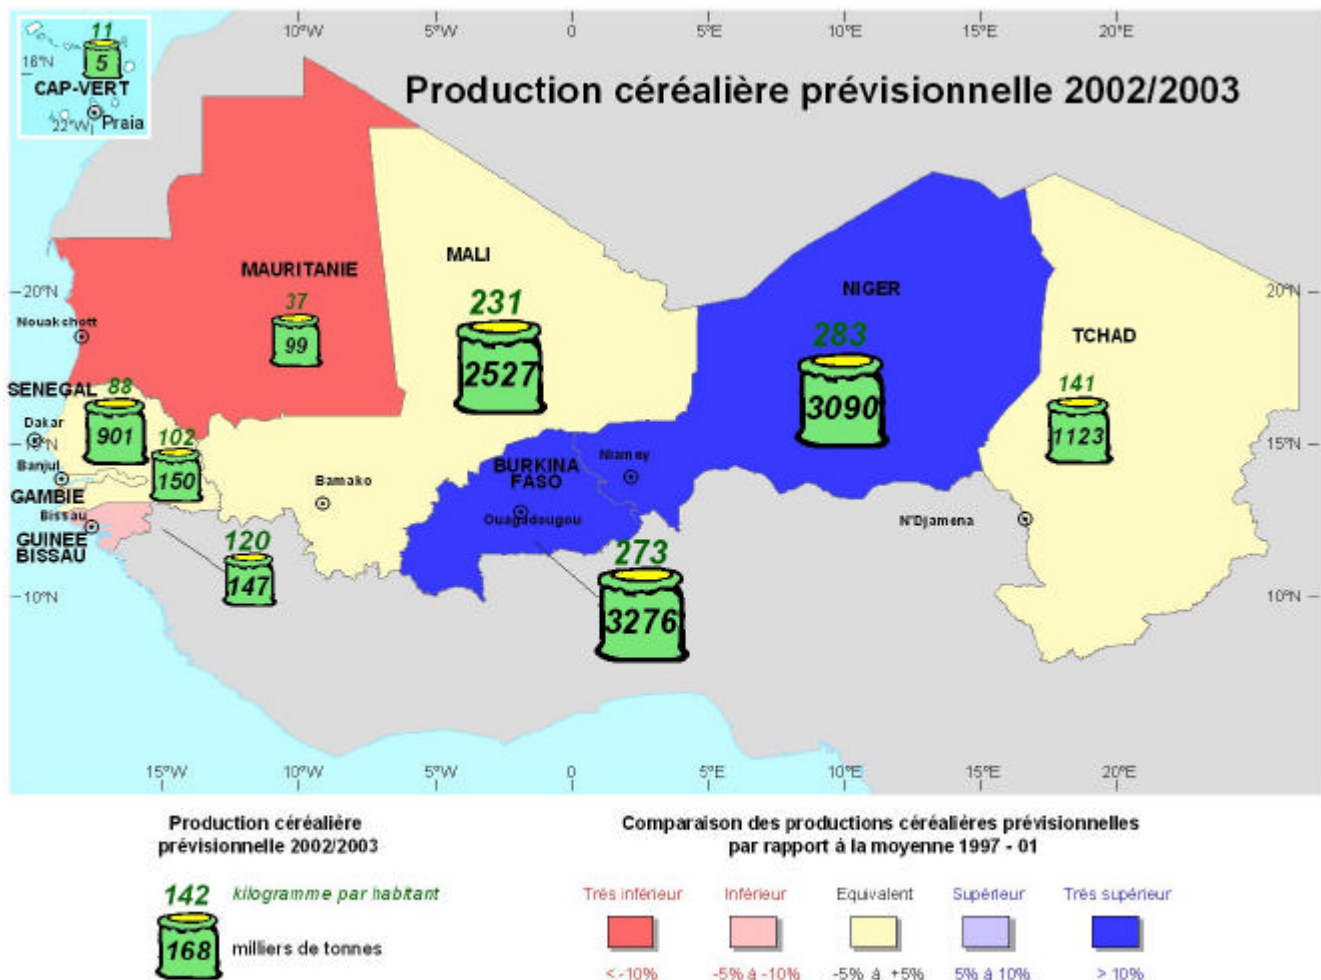 Production céréalière prévisionnelle 2002/2003
10°W 5°W 0 5°E 10°E 15°E 20°E
11
5
16°N
CAP-VERT
22°W
Praia
20°N
20°N
MAURITANIE
MALI
NIGER
TCHAD
37
99
231
2527
283
3090
141
1123
Nouakchott
SENEGAL
88
901
Dakar
15°N
102
150
Banjul
GAMBIE
Bissau
GUINEE
BISSAU
120
147
Bamako
BURKINA
FASO
Niamey
Ouagadougou
273
3276
N'Djamena
15°N
10°N
10°N
15°W 10°W 5°W 0 5°E 10°E 15°E 20°E
Production céréalière
prévisionnelle 2002/2003
142 kilogramme par habitant
168 milliers de tonnes
Comparaison des productions céréalières prévisionnelles
par rapport à la moyenne 1997 - 01
Trés inférieur Inférieur Equivalent Supérieur Trés supérieur
< -10% -5% à -10% -5% à +5% 5% à 10% > 10%